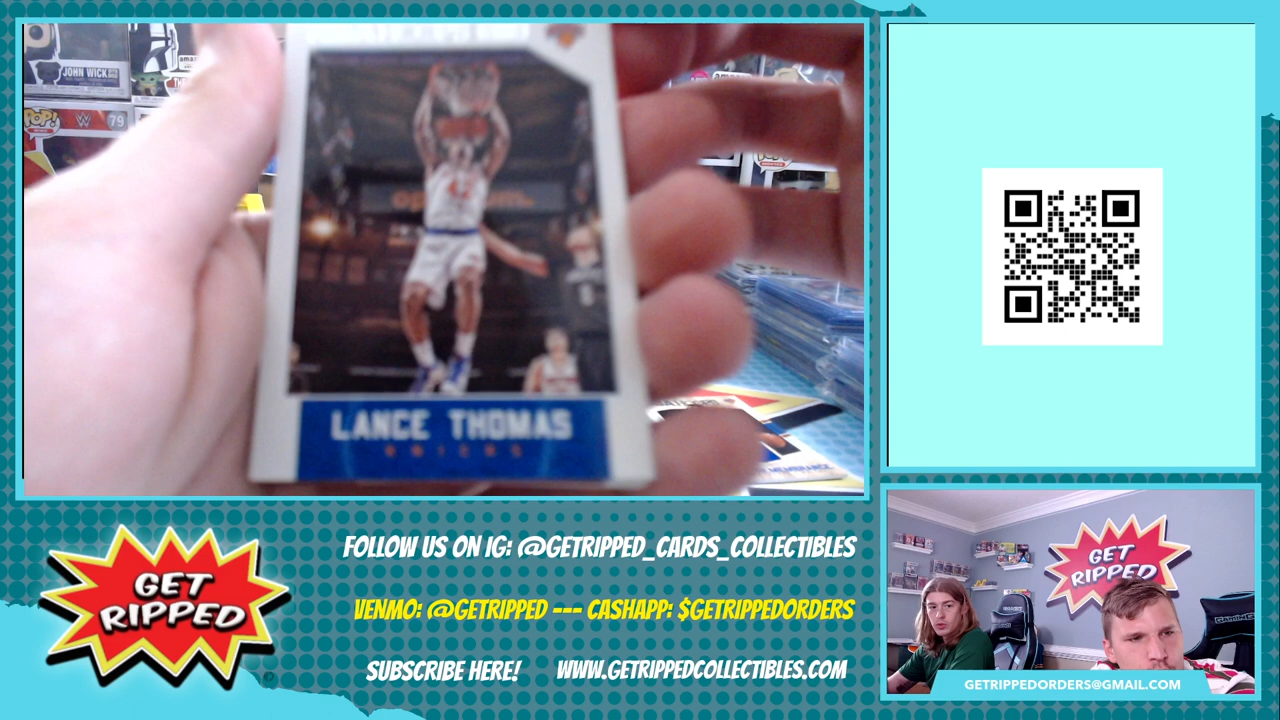 JOHN WICK
POP!
79
LANCE THOMAS
KNICKS
GET
RIPPED
FOLLOW US ON IG: @GETRIPPED_CARDS_COLLECTIBLES
VENMO: @GETRIPPED --- CASHAPP: $GETRIPPEDORDERS
SUBSCRIBE HERE!
WWW.GETRIPPEDCOLLECTIBLES.COM
GET
RIPPED
GETRIPPEDORDERS@GMAIL.COM